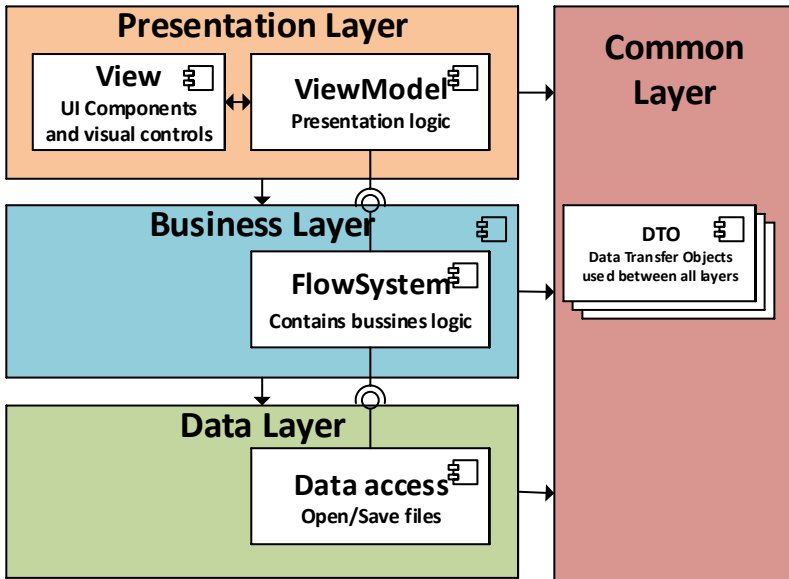 Presentation Layer
View
UI Components
and visual controls
ViewModel
Presentation logic
Common
Layer
Business Layer
FlowSystem
Contains bussines logic
DTO
Data Transfer Objects
used between all layers
Data Layer
Data access
Open/Save files